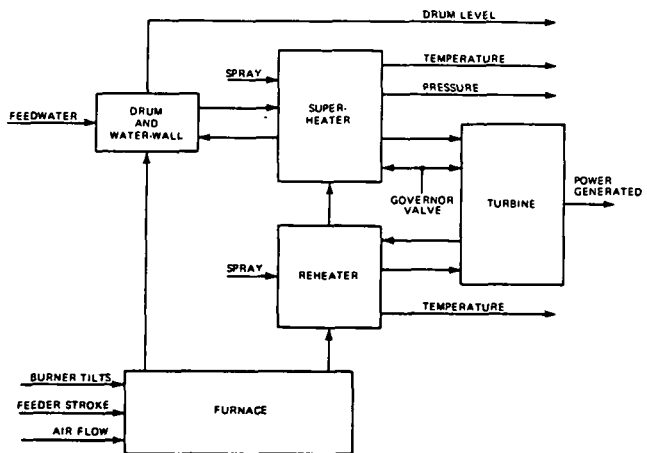 DRUM LEVEL
TEMPERATURE
SPRAY
PRESSURE
SUPER-
HEATER
FEEDWATER
DRUM
AND
WATER-WALL
GOVERNOR
VALVE
TURBINE
POWER
GENERATED
SPRAY
REHEATER
TEMPERATURE
BURNER TILTS
FEEDER STROKE
FURNACE
AIR FLOW